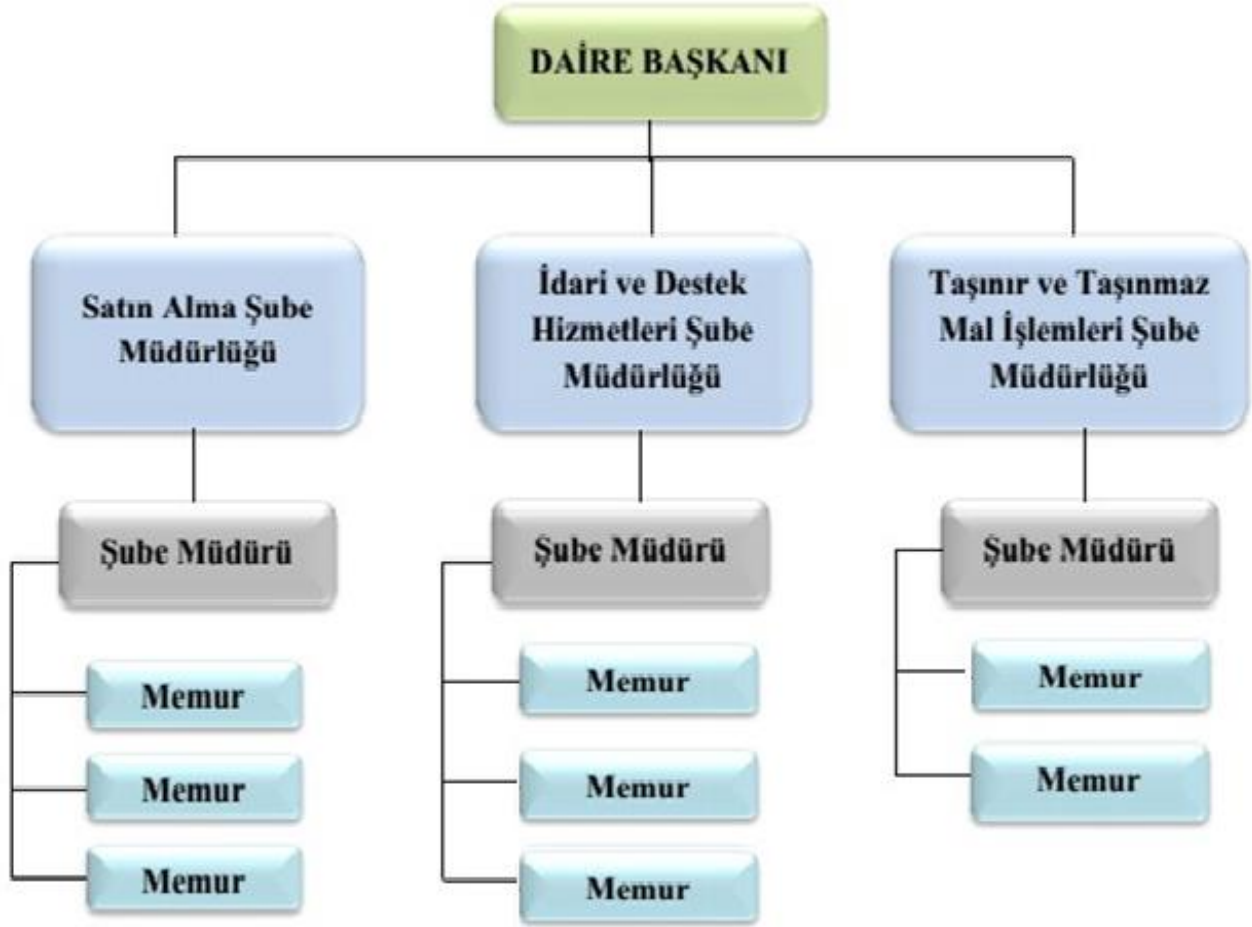 DAİRE BAŞKANI
Satın Alma Şube
Müdürlüğü
İdari ve Destek
Hizmetleri Şube
Müdürlüğü
Taşınır ve Taşınmaz
Mal İşlemleri Şube
Müdürlüğü
Şube Müdürü
Şube Müdürü
Şube Müdürü
Memur
Memur
Memur
Memur
Memur
Memur
Memur
Memur